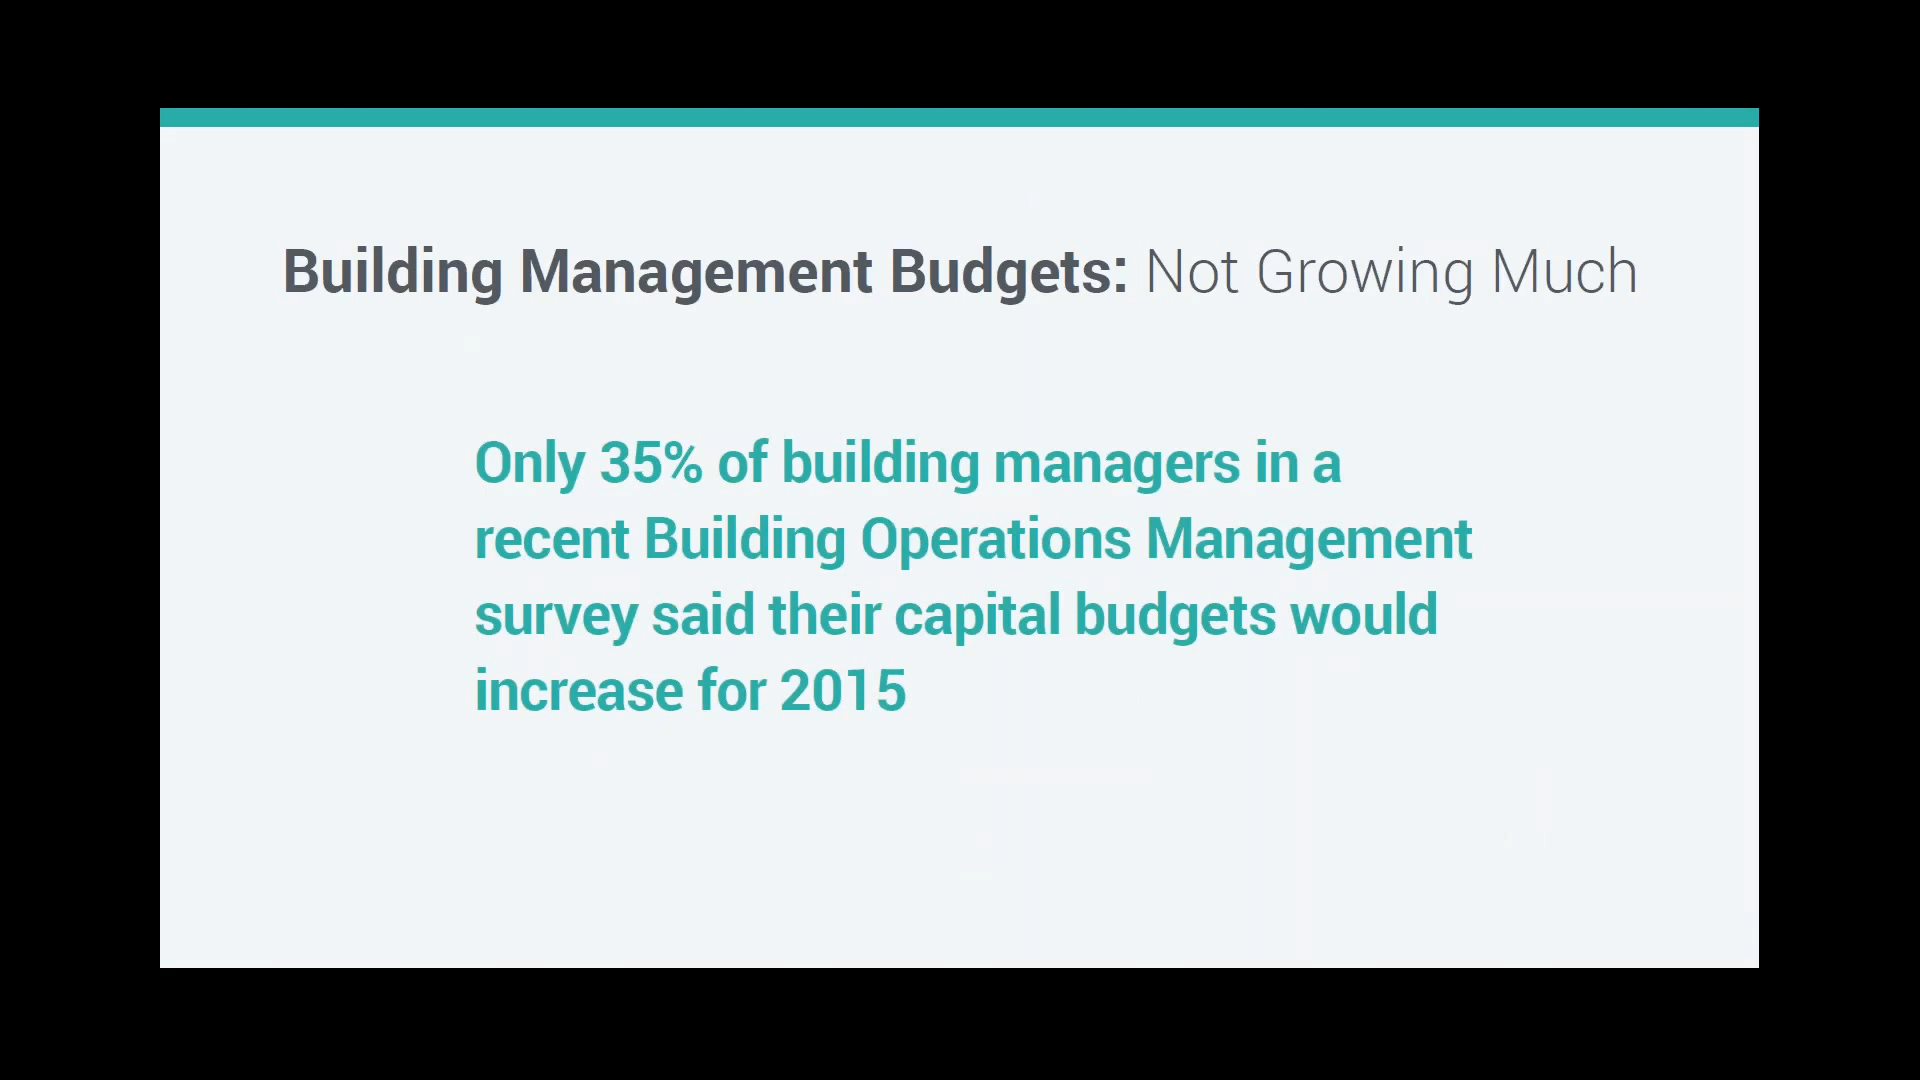 Building Management Budgets: Not Growing Much
Only 35% of building managers in a
recent Building Operations Management
survey said their capital budgets would
increase for 2015